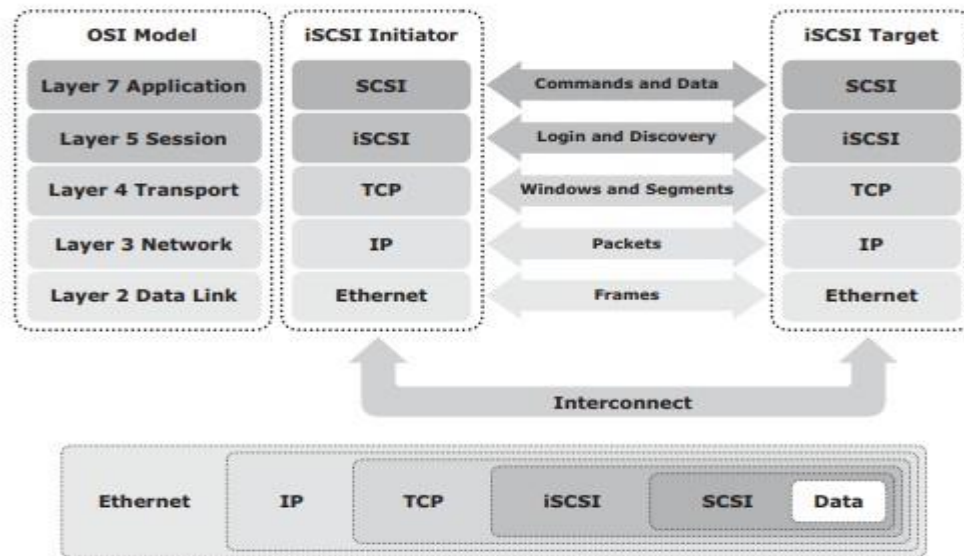 OSI Model
iSCSI Initiator
iSCSI Target
Layer 7 Application
SCSI
Commands and Data
SCSI
Layer 5 Session
iSCSI
Login and Discovery
iSCSI
Layer 4 Transport
TCP
Windows and Segments
TCP
Layer 3 Network
IP
Packets
IP
Layer 2 Data Link
Ethernet
Frames
Ethernet
Interconnect
Ethernet
IP
TCP
iSCSI
SCSI
Data